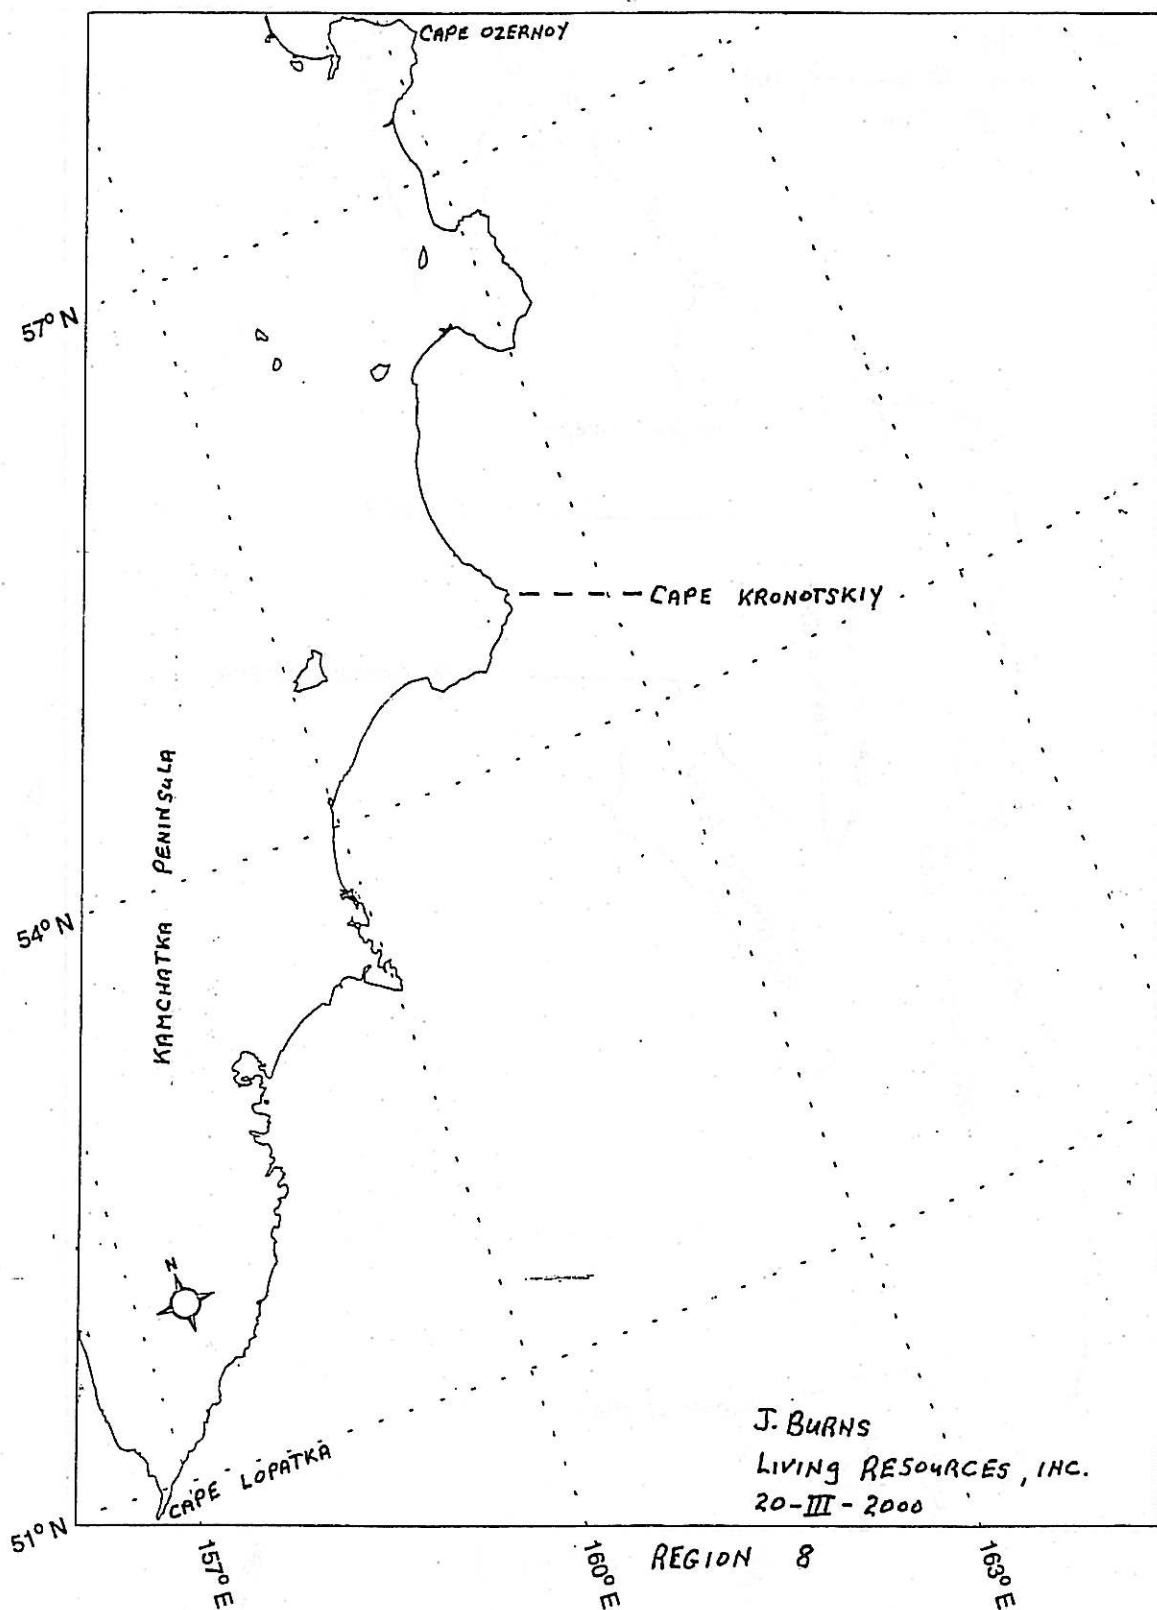 CAPE OZERNOY
57° N
CAPE KRONOTSKIY
KAMCHATKA PENINSULA
54° N
N
J. BURNS
LIVING RESOURCES, INC.
20-III-2000
CAPE LOPATKA
51° N
157° E
160° E
REGION 8
163° E